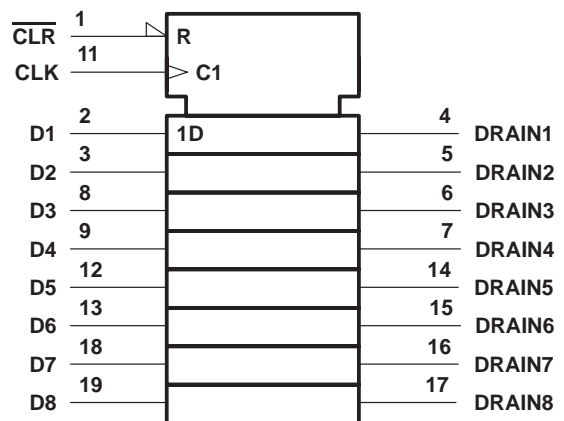 CLR 1 R
CLK 11 C1
D1 2 1D 4 DRAIN1
D2 3 5 DRAIN2
D3 8 6 DRAIN3
D4 9 7 DRAIN4
D5 12 14 DRAIN5
D6 13 15 DRAIN6
D7 18 16 DRAIN7
D8 19 17 DRAIN8